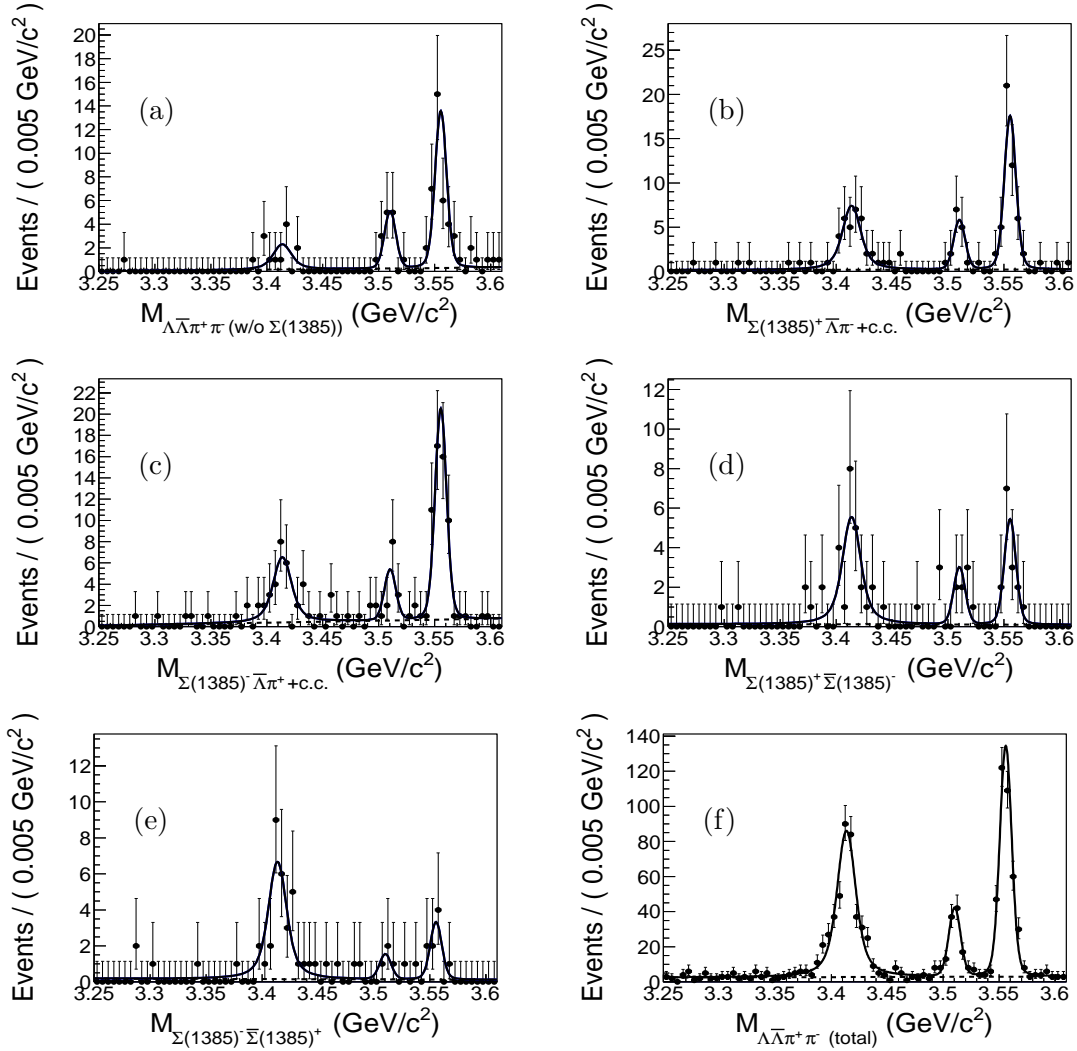 Events / ( 0.005 GeV/c²)
20
18
16
14
12
10
8
6
4
2
0
(a)
3.25 3.3 3.35 3.4 3.45 3.5 3.55 3.6
M ΛΛ̅π⁺π⁻ (w/o Σ(1385)) (GeV/c²)
Events / ( 0.005 GeV/c²)
25
20
15
10
5
0
(b)
3.25 3.3 3.35 3.4 3.45 3.5 3.55 3.6
M Σ(1385)⁺Λ̅π⁻+c.c. (GeV/c²)
Events / ( 0.005 GeV/c²)
22
20
18
16
14
12
10
8
6
4
2
0
(c)
3.25 3.3 3.35 3.4 3.45 3.5 3.55 3.6
M Σ(1385)⁻Λ̅π⁺+c.c. (GeV/c²)
Events / ( 0.005 GeV/c²)
12
10
8
6
4
2
0
(d)
3.25 3.3 3.35 3.4 3.45 3.5 3.55 3.6
M Σ(1385)⁺Σ̅(1385)⁻ (GeV/c²)
Events / ( 0.005 GeV/c²)
12
10
8
6
4
2
0
(e)
3.25 3.3 3.35 3.4 3.45 3.5 3.55 3.6
M Σ(1385)⁻Σ̅(1385)⁺ (GeV/c²)
Events / ( 0.005 GeV/c²)
140
120
100
80
60
40
20
0
(f)
3.25 3.3 3.35 3.4 3.45 3.5 3.55 3.6
M ΛΛ̅π⁺π⁻ (total) (GeV/c²)